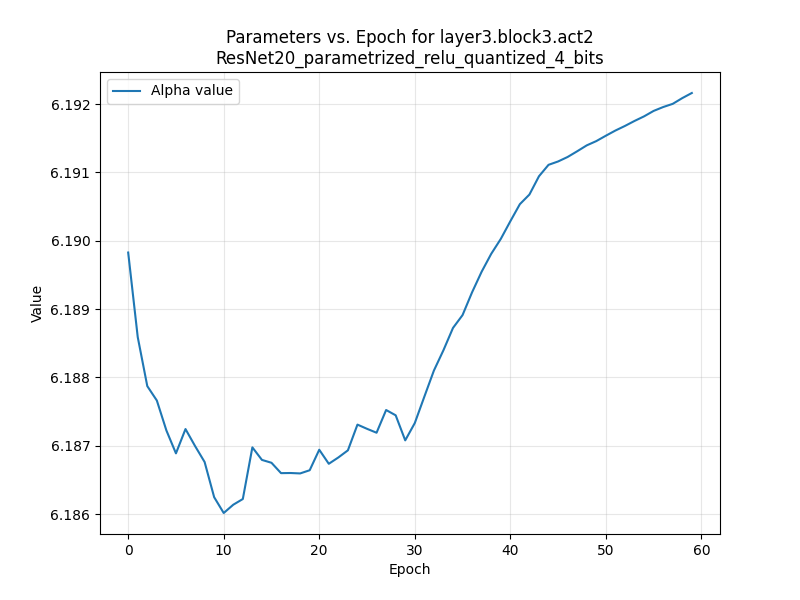 Parameters vs. Epoch for layer3.block3.act2
ResNet20_parametrized_relu_quantized_4_bits
Alpha value
6.192
6.191
6.190
6.189
6.188
6.187
6.186
Value
0
10
20
30
40
50
60
Epoch